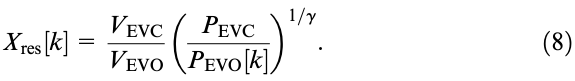 X_res[k] = V_EVC / V_EVO (P_EVC / P_EVO[k])^{1/γ}. (8)